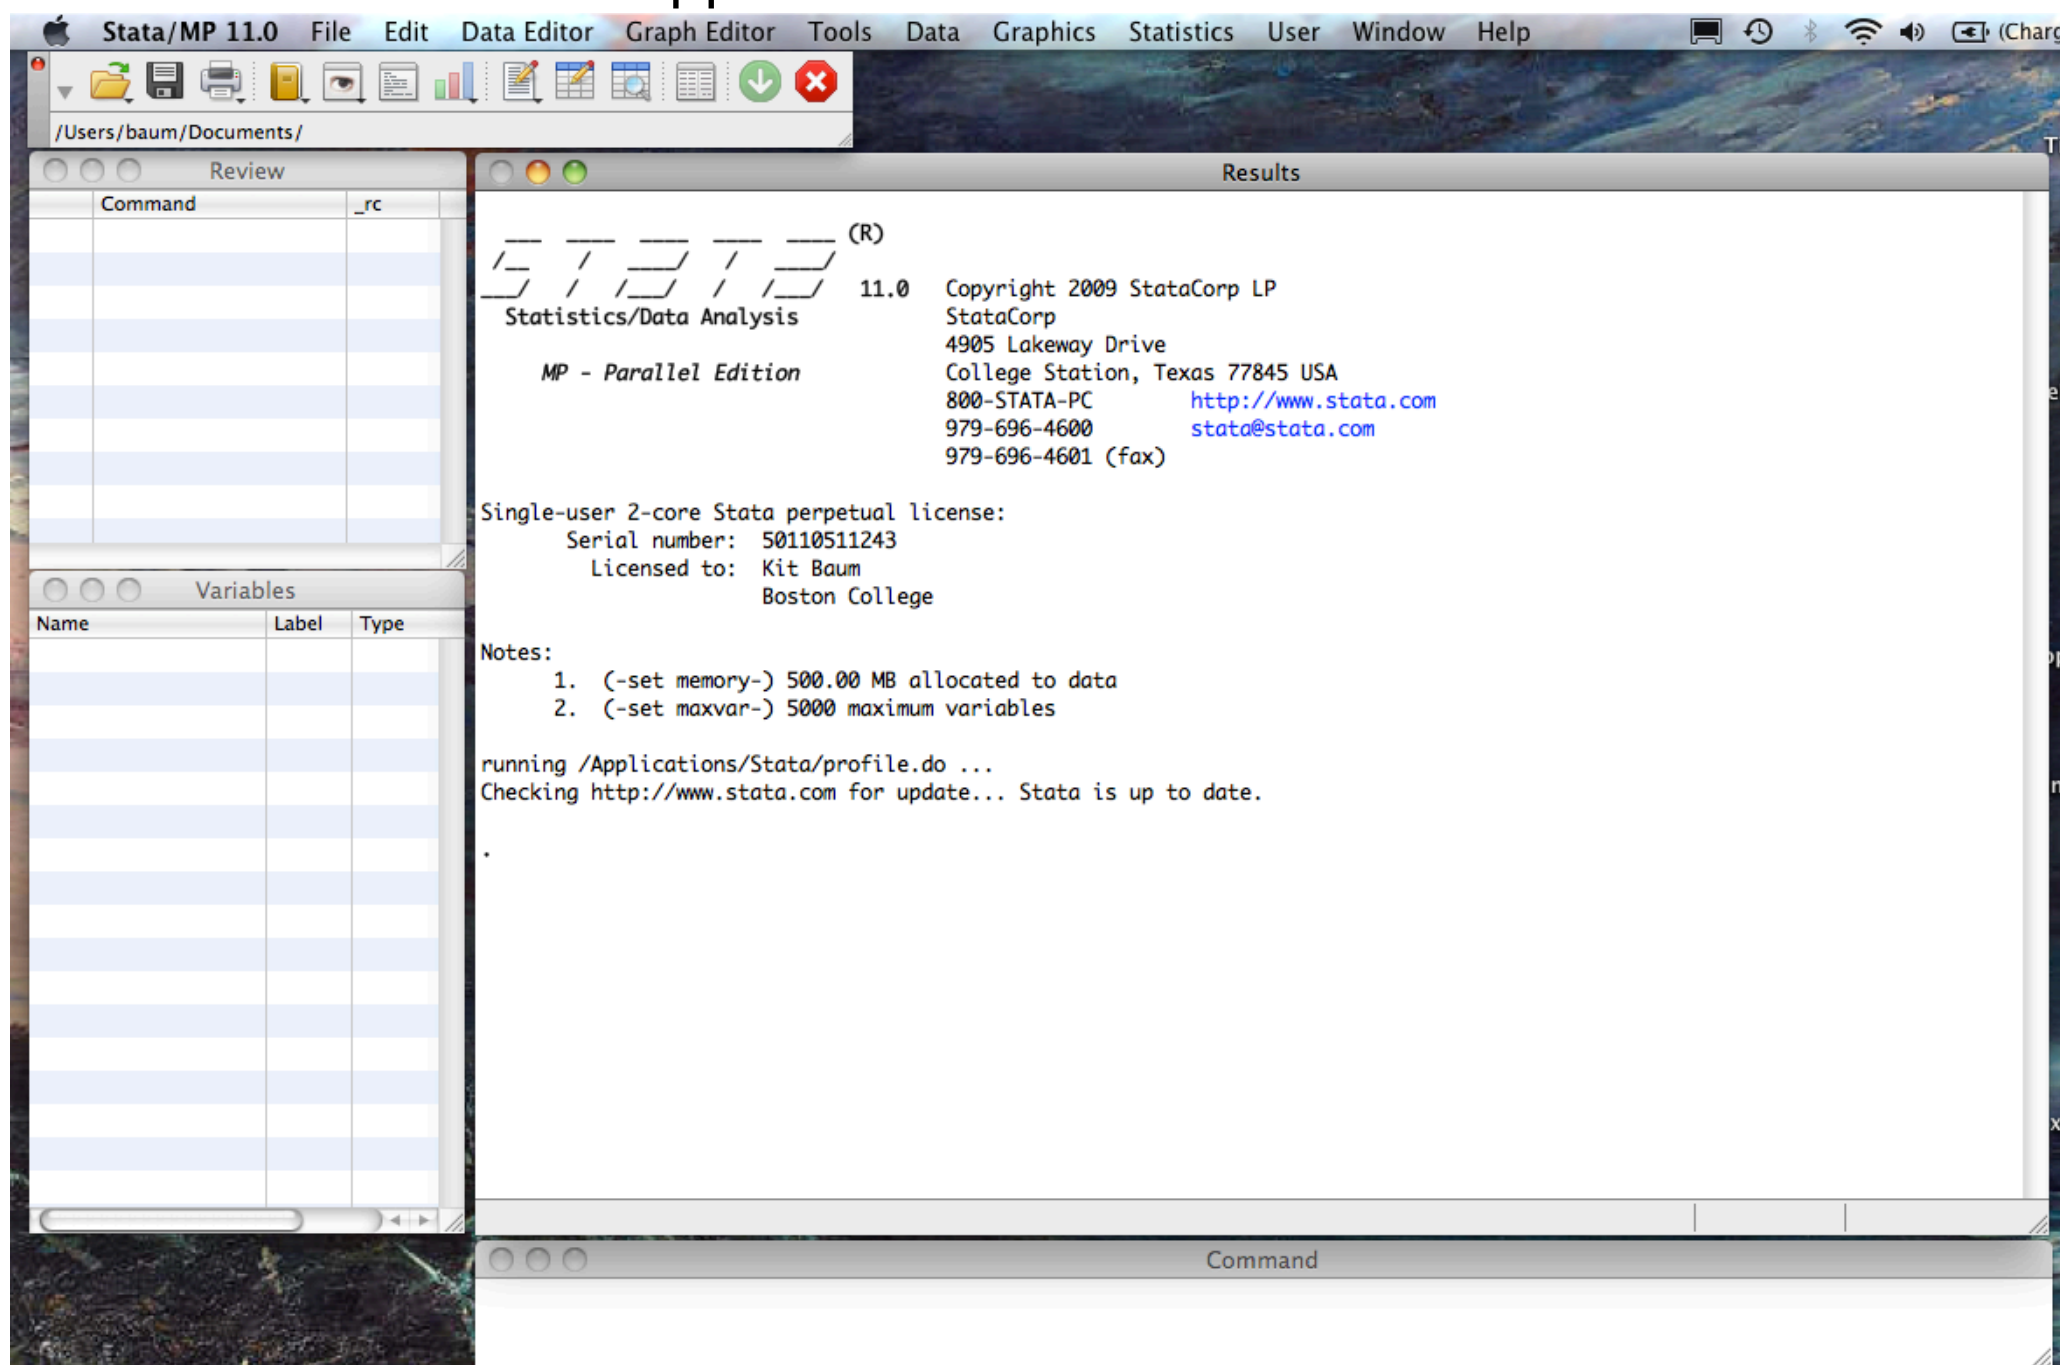 Stata/MP 11.0 File Edit Data Editor Graph Editor Tools Data Graphics Statistics User Window Help
/Users/baum/Documents/
Review
Command _rc
Variables
Name Label Type
Results
(R)
STATA 11.0 Copyright 2009 StataCorp LP
Statistics/Data Analysis StataCorp
4905 Lakeway Drive
MP - Parallel Edition College Station, Texas 77845 USA
800-STATA-PC http://www.stata.com
979-696-4600 stata@stata.com
979-696-4601 (fax)
Single-user 2-core Stata perpetual license:
Serial number: 50110511243
Licensed to: Kit Baum
Boston College
Notes:
1. (-set memory-) 500.00 MB allocated to data
2. (-set maxvar-) 5000 maximum variables
running /Applications/Stata/profile.do ...
Checking http://www.stata.com for update... Stata is up to date.
.
Command